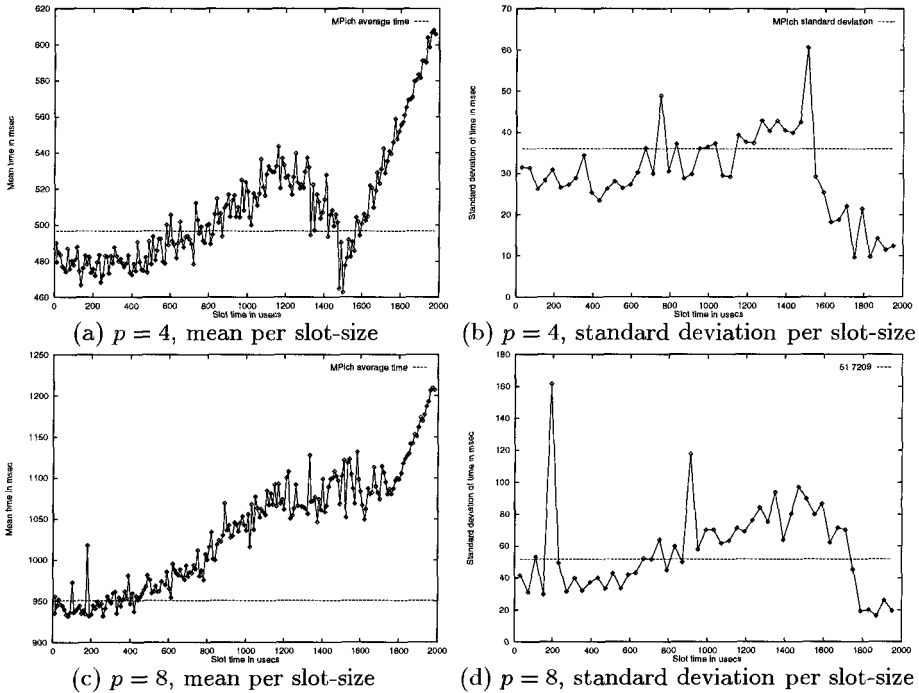 MPich average time
620
600
580
560
540
520
500
480
460
Mean time in msec
0 200 400 600 800 1000 1200 1400 1600 1800 2000
Slot time in usecs
(a) p = 4, mean per slot-size
MPich standard deviation
70
60
50
40
30
20
10
0
Standard deviation of time in msec
0 200 400 600 800 1000 1200 1400 1600 1800 2000
Slot time in usecs
(b) p = 4, standard deviation per slot-size
MPich average time
1250
1200
1150
1100
1050
1000
950
900
Mean time in msec
0 200 400 600 800 1000 1200 1400 1600 1800 2000
Slot time in usecs
(c) p = 8, mean per slot-size
51 7209
180
160
140
120
100
80
60
40
20
0
Standard deviation of time in msec
0 200 400 600 800 1000 1200 1400 1600 1800 2000
Slot time in usecs
(d) p = 8, standard deviation per slot-size